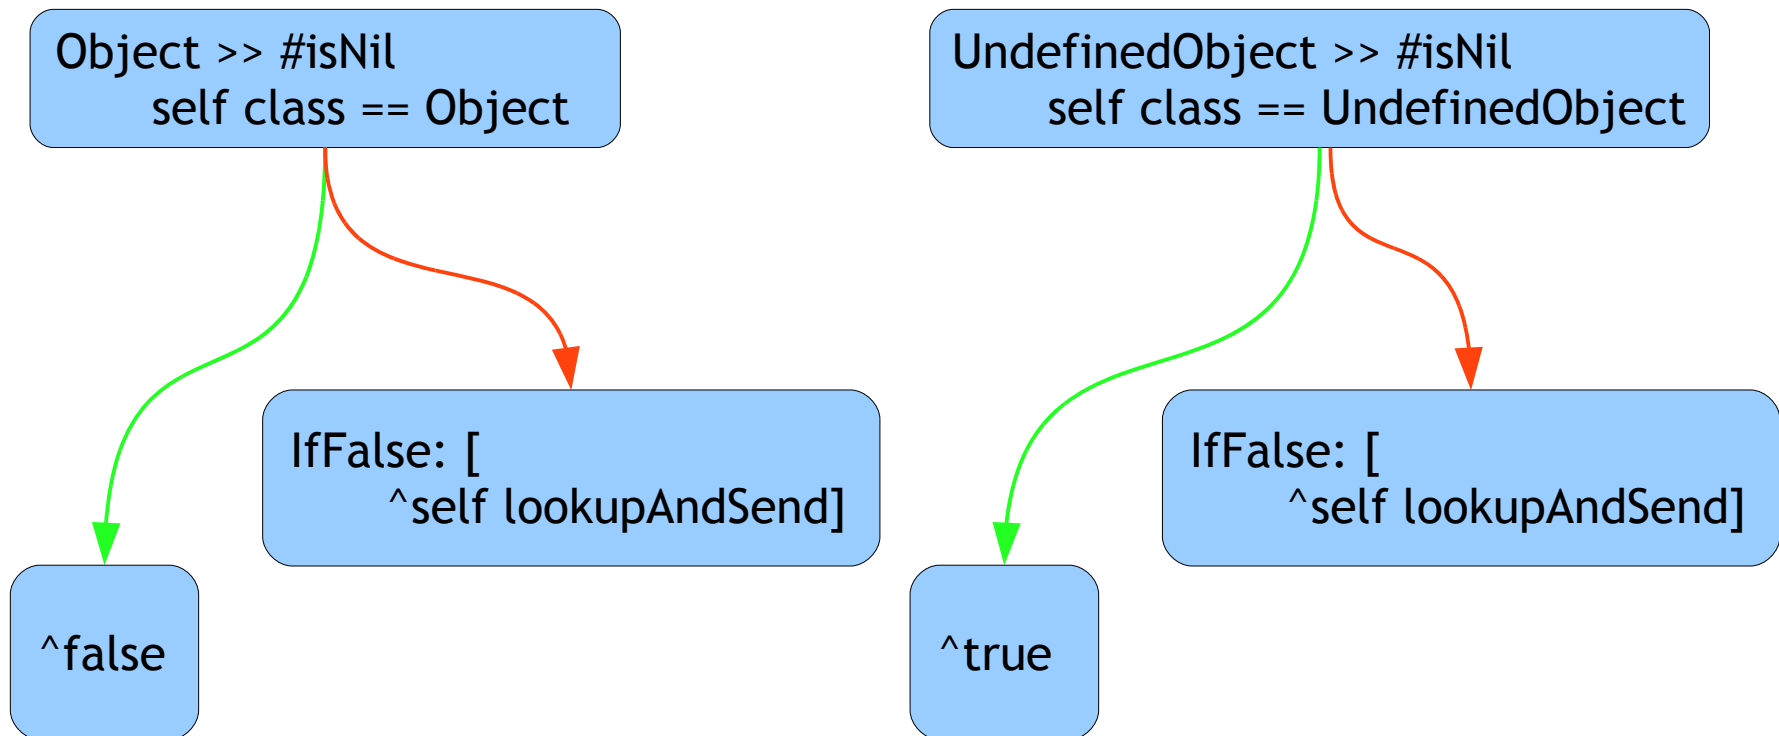 Object >> #isNil
self class == Object
UndefinedObject >> #isNil
self class == UndefinedObject
IfFalse: [
^self lookupAndSend]
IfFalse: [
^self lookupAndSend]
^false
^true